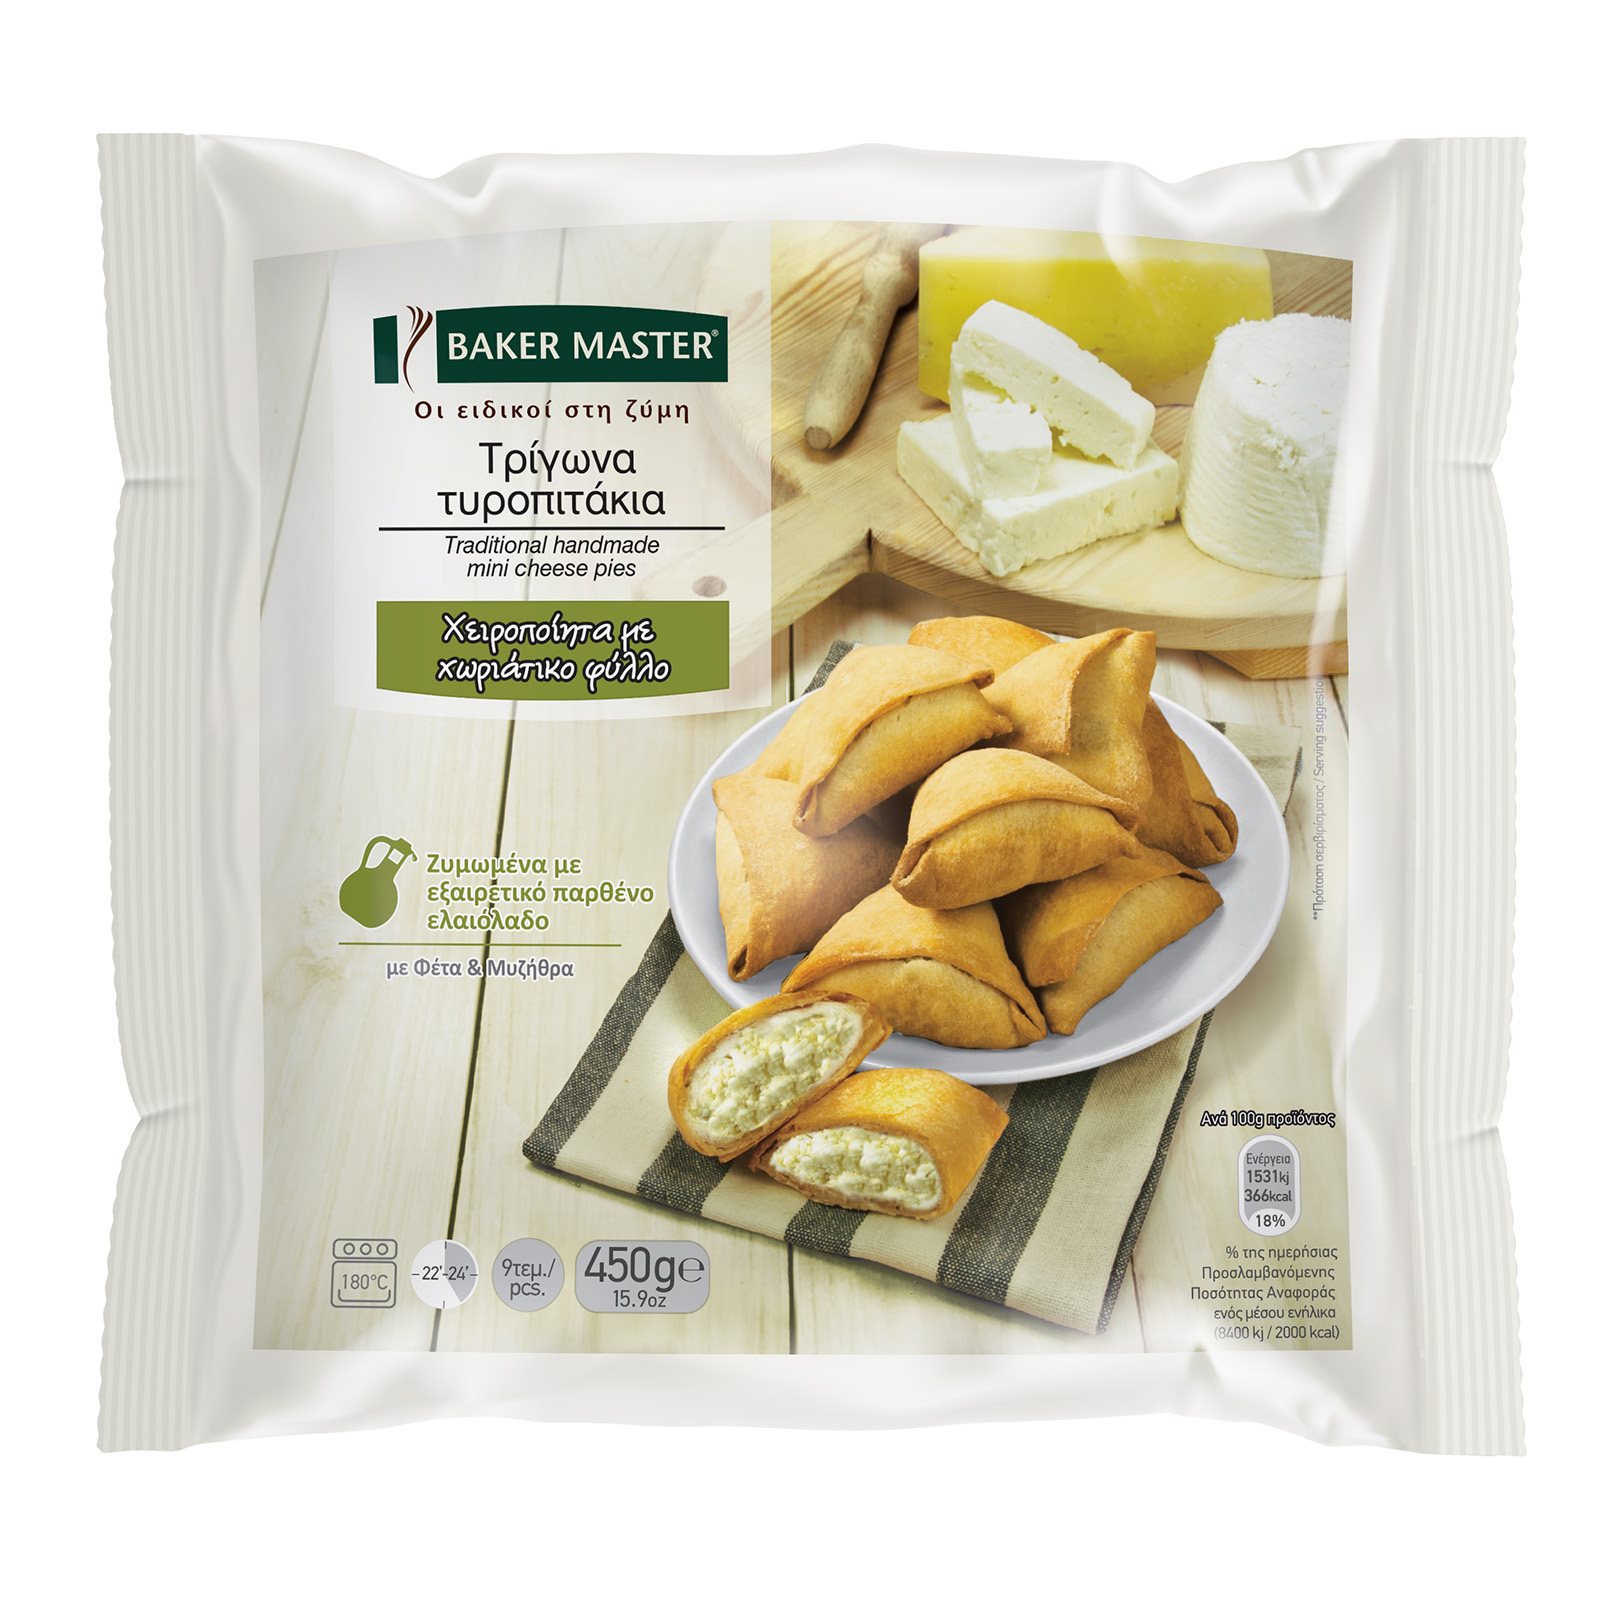 BAKER MASTER®
Οι ειδικοί στη ζύμη
Τρίγωνα
τυροπιτάκια
Traditional handmade
mini cheese pies
Χειροποίητα με
χωριάτικο φύλλο
Ζυμωμένα με
εξαιρετικό παρθένο
ελαιόλαδο
με Φέτα & Μυζήθρα
**Πρόταση σερβιρίσματος / Serving suggestion
Ανά 100g προϊόντος
Ενέργεια
1531kj
366kcal
18%
% της ημερήσιας
Προσλαμβανόμενης
Ποσότητας Αναφοράς
ενός μέσου ενήλικα
(8400 kj / 2000 kcal)
180°C
22'-24'
9τεμ./
pcs.
450g℮
15.9oz